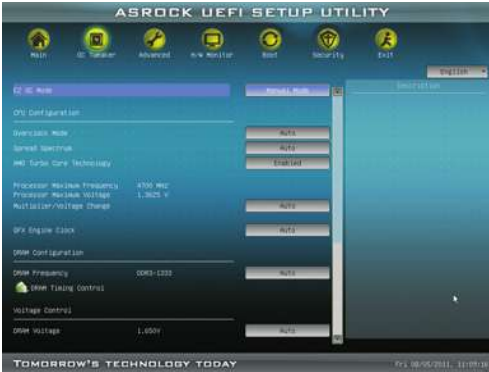 ASROCK UEFI SETUP UTILITY
Main OC Tweaker Advanced H/W Monitor Boot Security Exit
English
EZ OC Mode Manual Mode
Description
CPU Configuration
Overclock Mode Auto
Spread Spectrum Auto
AMD Turbo Core Technology Enabled
Processor Maximum Frequency MHz
Processor Maximum Voltage V
Multiplier/Voltage Change Auto
GFX Engine Clock Auto
DRAM Configuration
DRAM Frequency DDR3-1333 Auto
DRAM Timing Control
Voltage Control
DRAM Voltage 1.650V Auto
TOMORROW'S TECHNOLOGY TODAY
Fri